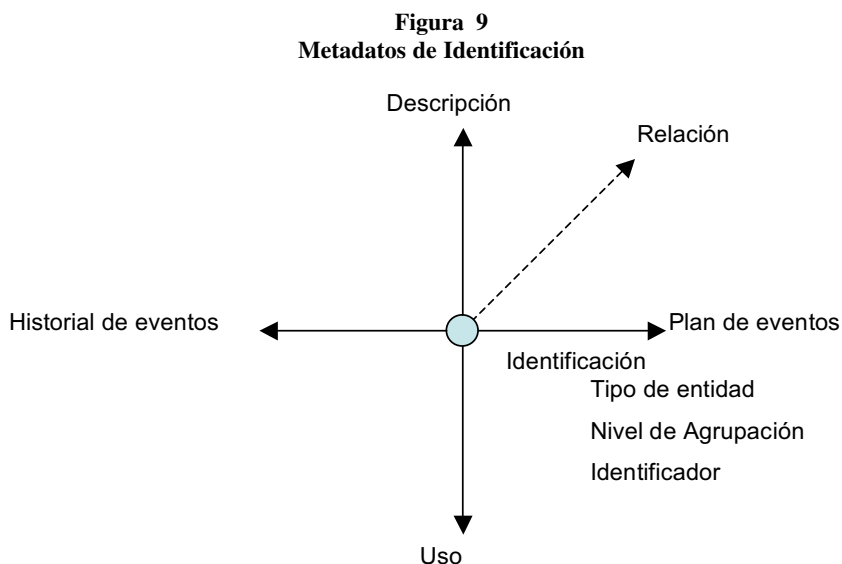 Figura 9
Metadatos de Identificación
Descripción
Relación
Historial de eventos
Plan de eventos
Identificación
Tipo de entidad
Nivel de Agrupación
Identificador
Uso